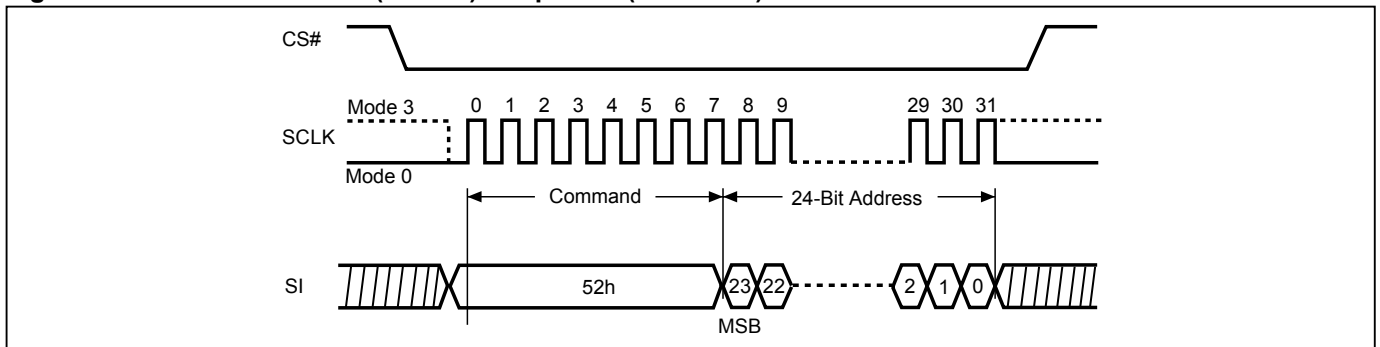 CS#
Mode 3
0 1 2 3 4 5 6 7 8 9 29 30 31
SCLK
Mode 0
Command 24-Bit Address
SI 52h 23 22 2 1 0
MSB